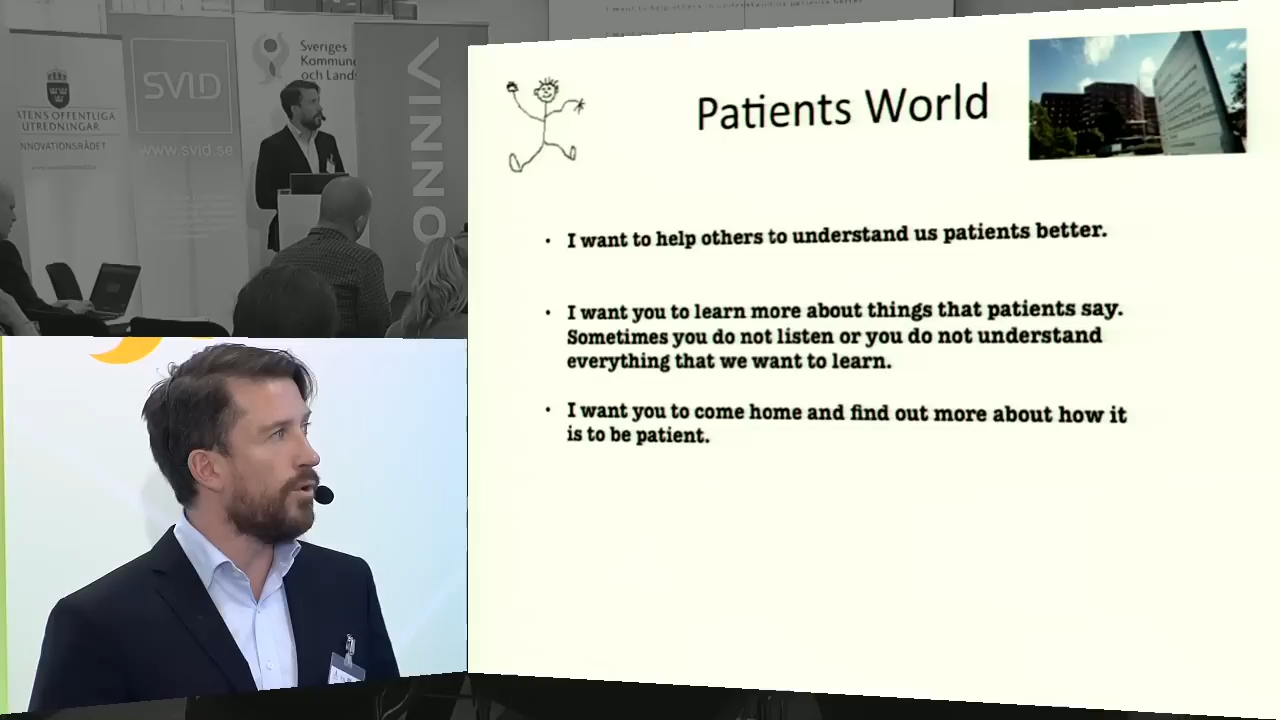 STATENS OFFENTLIGA
UTREDNINGAR
INNOVATIONSRÅDET
SVID
www.svid.se
Sveriges
Kommun
och Lands
VINNO
Patients World
• I want to help others to understand us patients better.
• I want you to learn more about things that patients say.
Sometimes you do not listen or you do not understand
everything that we want to learn.
• I want you to come home and find out more about how it
is to be patient.